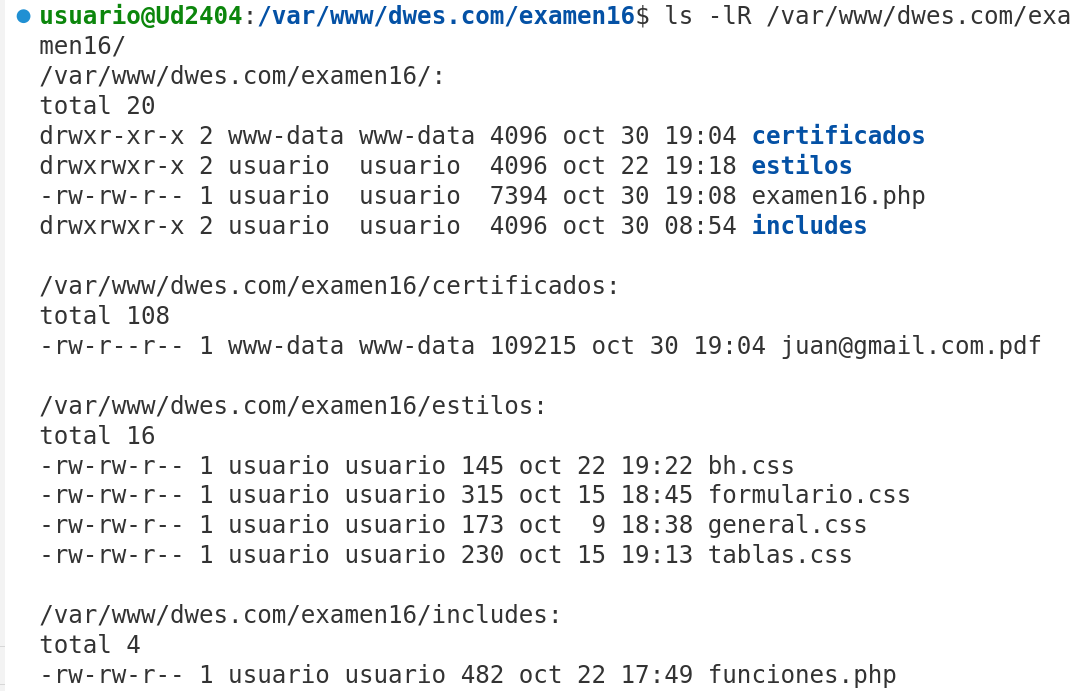 usuario@Ud2404:/var/www/dwes.com/examen16$ ls -lR /var/www/dwes.com/exa
men16/
/var/www/dwes.com/examen16/:
total 20
drwxr-xr-x 2 www-data www-data 4096 oct 30 19:04 certificados
drwxrwxr-x 2 usuario  usuario  4096 oct 22 19:18 estilos
-rw-rw-r-- 1 usuario  usuario  7394 oct 30 19:08 examen16.php
drwxrwxr-x 2 usuario  usuario  4096 oct 30 08:54 includes

/var/www/dwes.com/examen16/certificados:
total 108
-rw-r--r-- 1 www-data www-data 109215 oct 30 19:04 juan@gmail.com.pdf

/var/www/dwes.com/examen16/estilos:
total 16
-rw-rw-r-- 1 usuario usuario 145 oct 22 19:22 bh.css
-rw-rw-r-- 1 usuario usuario 315 oct 15 18:45 formulario.css
-rw-rw-r-- 1 usuario usuario 173 oct  9 18:38 general.css
-rw-rw-r-- 1 usuario usuario 230 oct 15 19:13 tablas.css

/var/www/dwes.com/examen16/includes:
total 4
-rw-rw-r-- 1 usuario usuario 482 oct 22 17:49 funciones.php